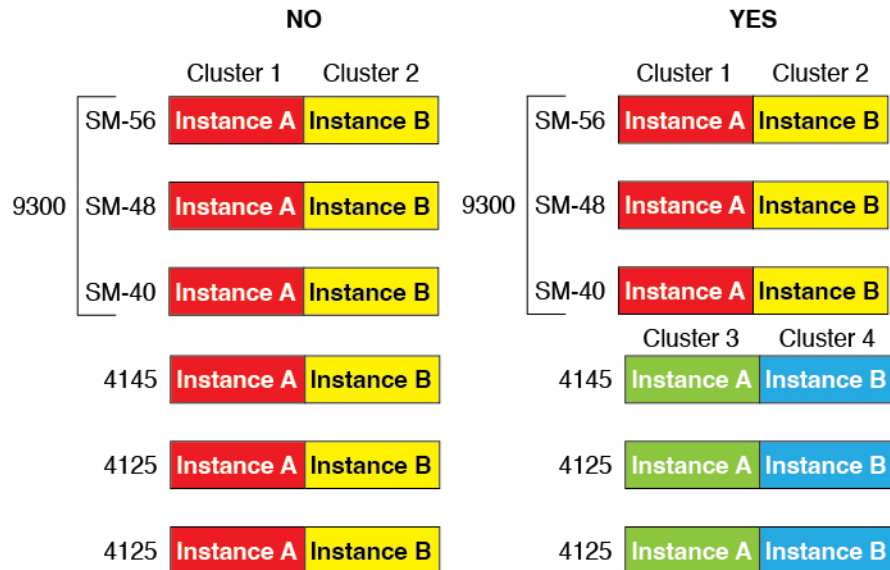 NO YES
Cluster 1 Cluster 2 Cluster 1 Cluster 2
SM-56 Instance A Instance B SM-56 Instance A Instance B
9300 SM-48 Instance A Instance B 9300 SM-48 Instance A Instance B
SM-40 Instance A Instance B SM-40 Instance A Instance B
Cluster 3 Cluster 4
4145 Instance A Instance B 4145 Instance A Instance B
4125 Instance A Instance B 4125 Instance A Instance B
4125 Instance A Instance B 4125 Instance A Instance B